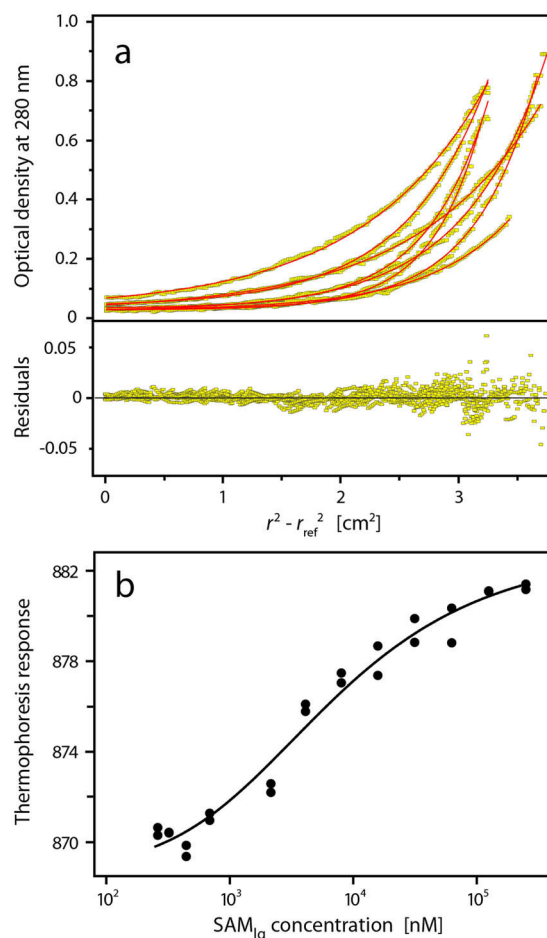 a
1.0
0.8
0.6
0.4
0.2
0
Optical density at 280 nm
0.05
0
-0.05
Residuals
0 1 2 3
r² - r_ref² [cm²]
b
882
878
874
870
Thermophoresis response
10² 10³ 10⁴ 10⁵
SAM_Ig concentration [nM]